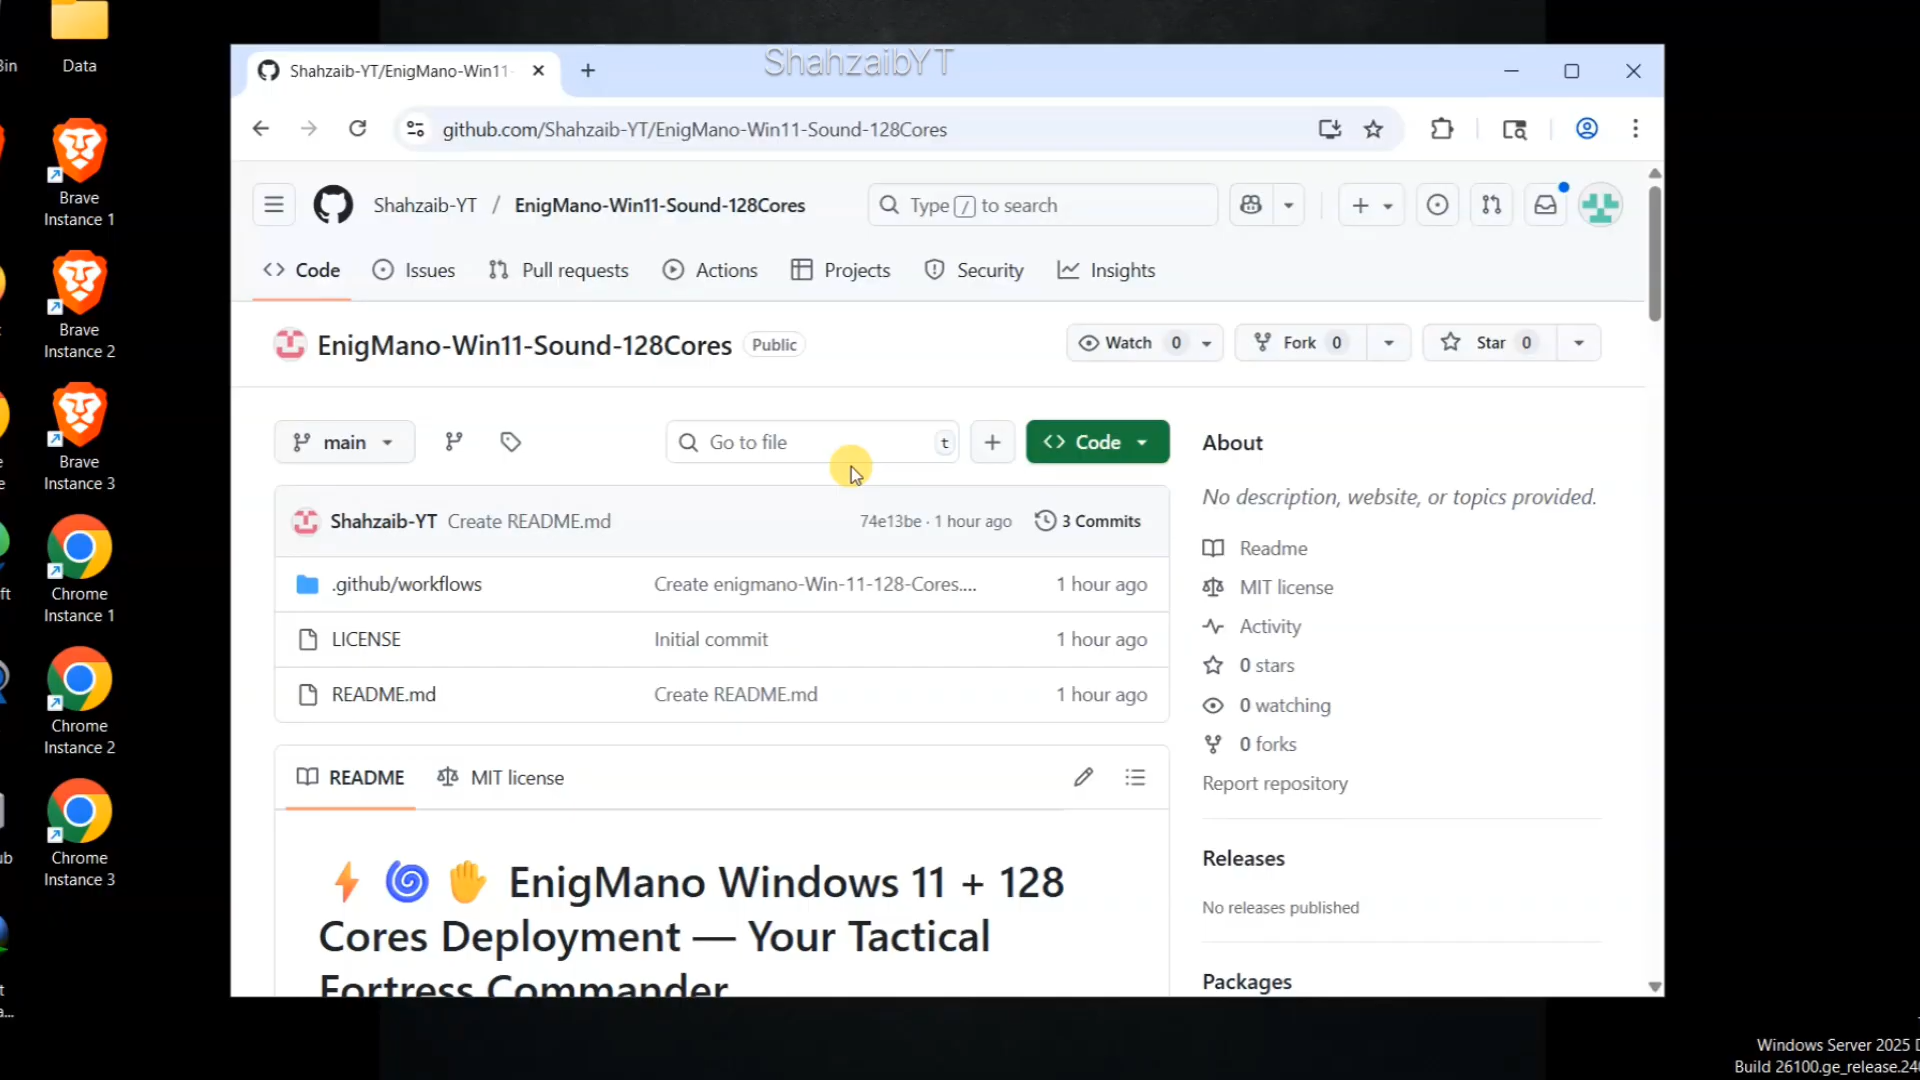 Bin
Data
ShahzaibYT
Shahzaib-YT/EnigMano-Win11-
github.com/Shahzaib-YT/EnigMano-Win11-Sound-128Cores
Shahzaib-YT / EnigMano-Win11-Sound-128Cores
Type / to search
Code
Issues
Pull requests
Actions
Projects
Security
Insights
EnigMano-Win11-Sound-128Cores
Public
Watch 0
Fork 0
Star 0
main
Go to file
t
Code
Shahzaib-YT Create README.md
74e13be · 1 hour ago
3 Commits
.github/workflows
Create enigmano-Win-11-128-Cores....
1 hour ago
LICENSE
Initial commit
1 hour ago
README.md
Create README.md
1 hour ago
README
MIT license
EnigMano Windows 11 + 128
Cores Deployment — Your Tactical
Fortress Commander
About
No description, website, or topics provided.
Readme
MIT license
Activity
0 stars
0 watching
0 forks
Report repository
Releases
No releases published
Packages
Brave
Instance 1
Brave
Instance 2
Brave
Instance 3
Chrome
Instance 1
Chrome
Instance 2
Chrome
Instance 3
Windows Server 2025 D
Build 26100.ge_release.240